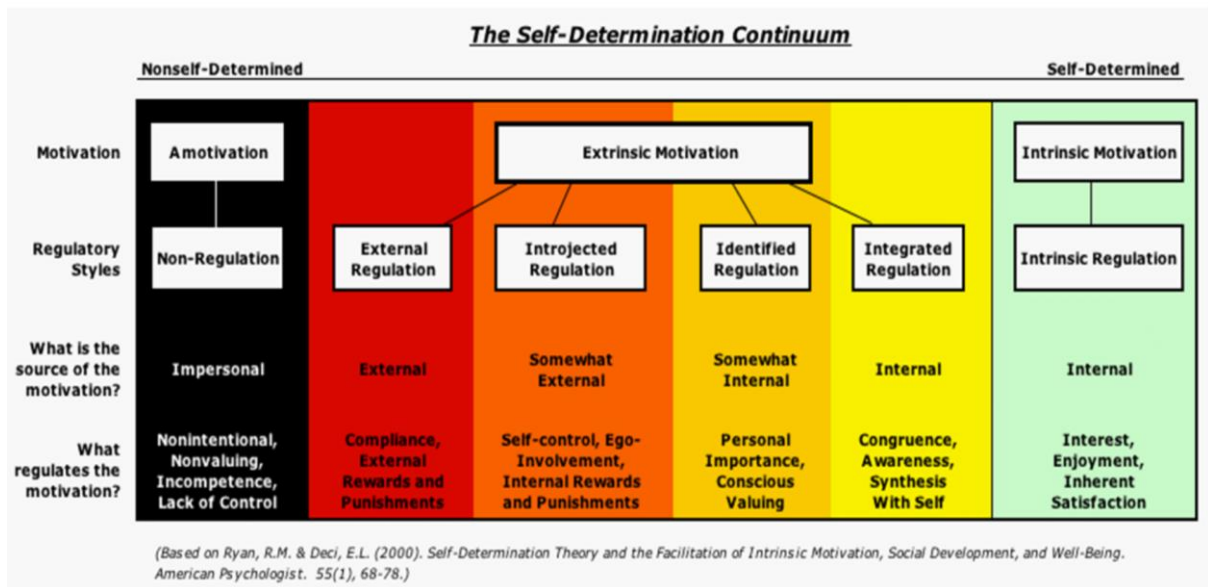 The Self-Determination Continuum
Nonself-Determined
Self-Determined
Motivation
Amotivation
Extrinsic Motivation
Intrinsic Motivation
Regulatory
Styles
Non-Regulation
External
Regulation
Introjected
Regulation
Identified
Regulation
Integrated
Regulation
Intrinsic Regulation
What is the
source of the
motivation?
Impersonal
External
Somewhat
External
Somewhat
Internal
Internal
Internal
What
regulates the
motivation?
Nonintentional,
Nonvaluing,
Incompetence,
Lack of Control
Compliance,
External
Rewards and
Punishments
Self-control, Ego-
Involvement,
Internal Rewards
and Punishments
Personal
Importance,
Conscious
Valuing
Congruence,
Awareness,
Synthesis
With Self
Interest,
Enjoyment,
Inherent
Satisfaction
(Based on Ryan, R.M. & Deci, E.L. (2000). Self-Determination Theory and the Facilitation of Intrinsic Motivation, Social Development, and Well-Being.
American Psychologist. 55(1), 68-78.)